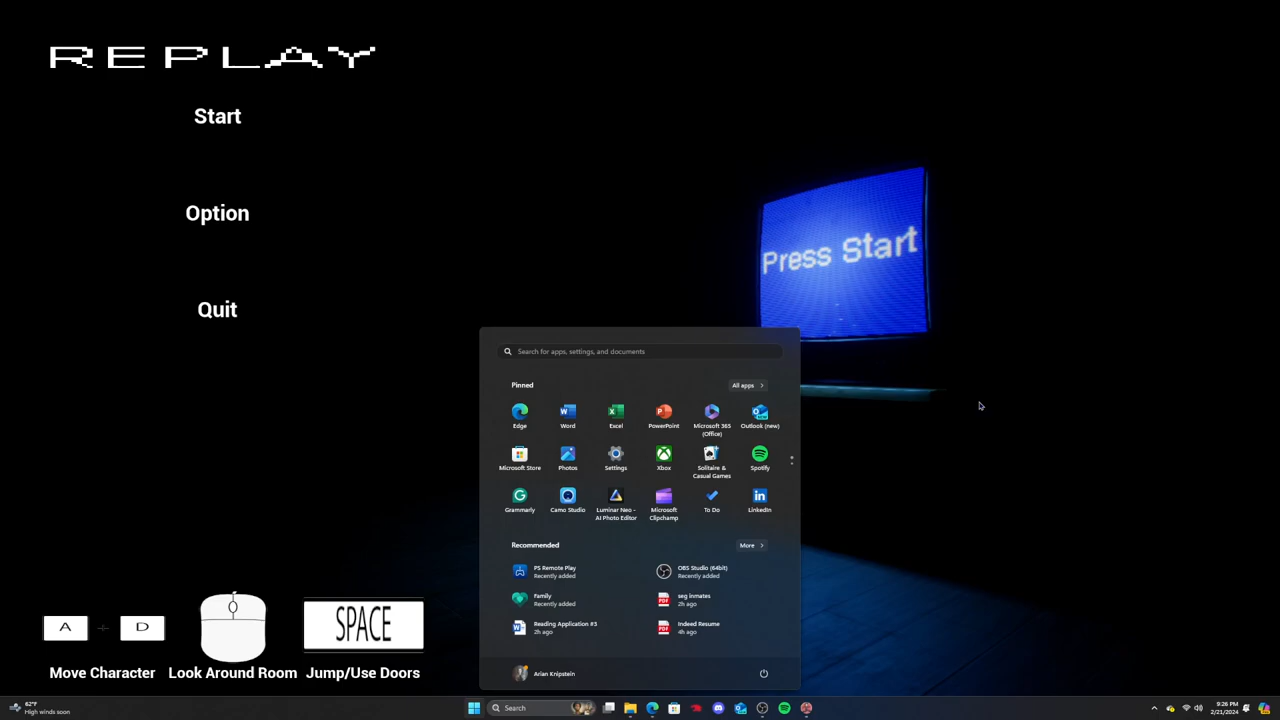 REPLAY
Start
Option
Quit
Press Start
Search for apps, settings, and documents
Pinned
All apps >
Edge
Word
Excel
PowerPoint
Microsoft 365
(Office)
Outlook (new)
Microsoft Store
Photos
Settings
Xbox
Solitaire &
Casual Games
Spotify
Grammarly
Camo Studio
Luminar Neo -
AI Photo Editor
Microsoft
Clipchamp
To Do
LinkedIn
Recommended
More >
PS Remote Play
Recently added
OBS Studio (64bit)
Recently added
Family
Recently added
seg inmates
2h ago
Reading Application #3
2h ago
Indeed Resume
4h ago
Arian Knipstein
A + D
SPACE
Move Character
Look Around Room
Jump/Use Doors
62°F
High winds soon
Search
9:26 PM
2/21/2024